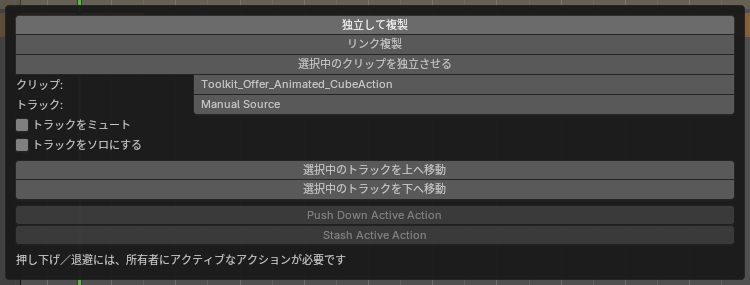 独立して複製
リンク複製
選択中のクリップを独立させる
クリップ: Toolkit_Offer_Animated_CubeAction
トラック: Manual Source
トラックをミュート
トラックをソロにする
選択中のトラックを上へ移動
選択中のトラックを下へ移動
Push Down Active Action
Stash Active Action
押し下げ／退避には、所有者にアクティブなアクションが必要です